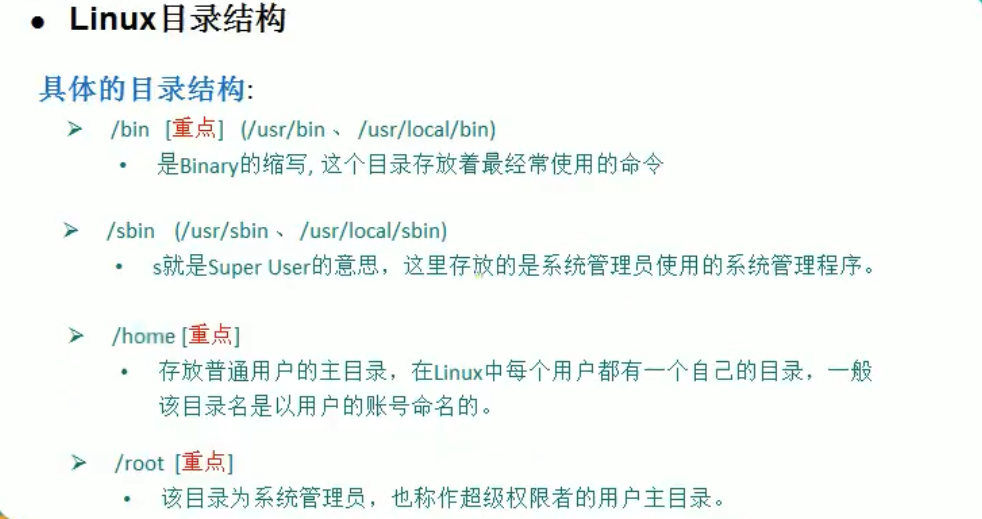 ● Linux目录结构
具体的目录结构:
➢ /bin [重点] (/usr/bin 、 /usr/local/bin)
• 是Binary的缩写, 这个目录存放着最经常使用的命令
➢ /sbin (/usr/sbin 、 /usr/local/sbin)
• s就是Super User的意思，这里存放的是系统管理员使用的系统管理程序。
➢ /home [重点]
• 存放普通用户的主目录，在Linux中每个用户都有一个自己的目录，一般
该目录名是以用户的账号命名的。
➢ /root [重点]
• 该目录为系统管理员，也称作超级权限者的用户主目录。